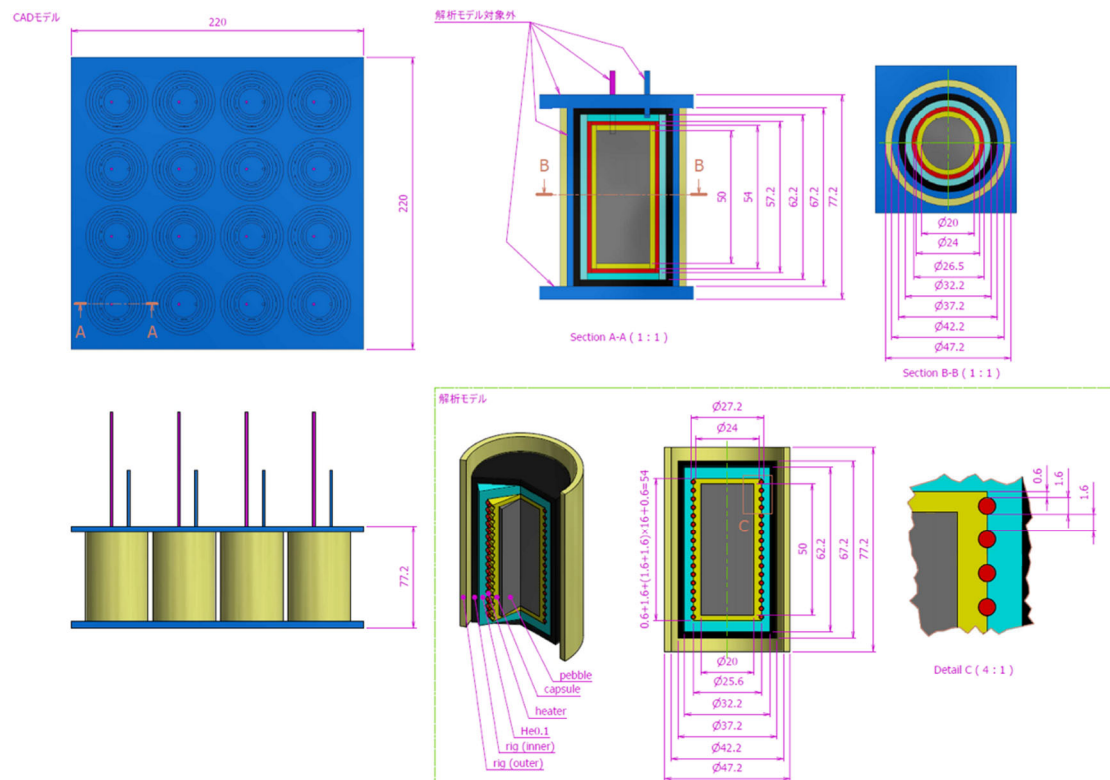 CADモデル
220
220
A
A
77.2
解析モデル対象外
B
B
50
54
57.2
62.2
67.2
77.2
Section A-A ( 1 : 1 )
Ø20
Ø24
Ø26.5
Ø32.2
Ø37.2
Ø42.2
Ø47.2
Section B-B ( 1 : 1 )
解析モデル
pebble
capsule
heater
He0.1
rig (inner)
rig (outer)
Ø27.2
Ø24
0.6+1.6+(1.6+1.6)×16+0.6=54
C
50
62.2
67.2
77.2
Ø20
Ø25.6
Ø32.2
Ø37.2
Ø42.2
Ø47.2
0.6
1.6
1.6
Detail C ( 4 : 1 )